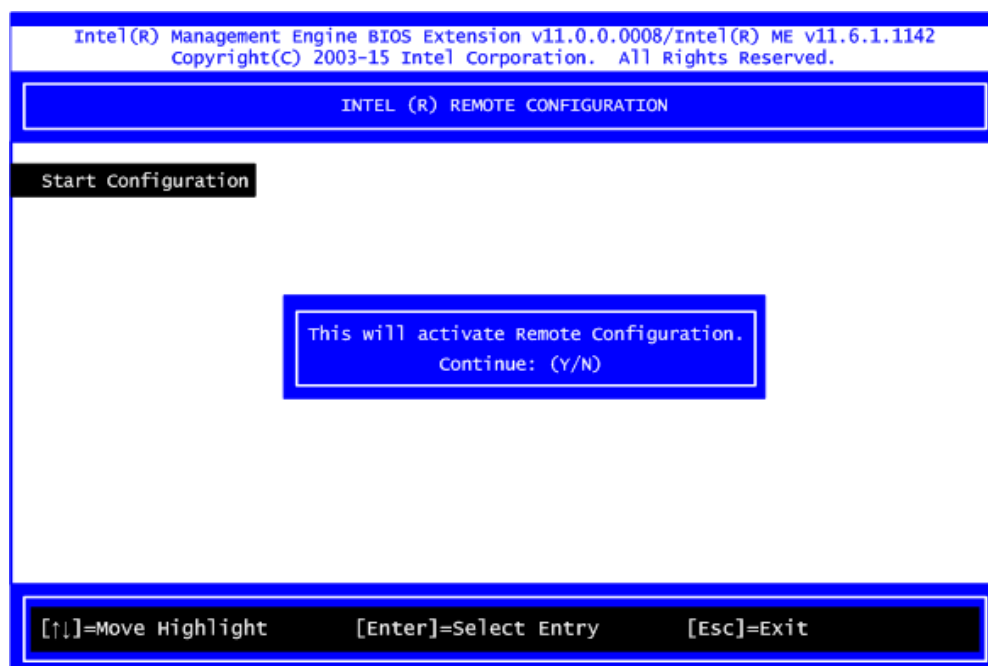 Intel(R) Management Engine BIOS Extension v11.0.0.0008/Intel(R) ME v11.6.1.1142
Copyright(C) 2003-15 Intel Corporation. All Rights Reserved.
INTEL (R) REMOTE CONFIGURATION
Start Configuration
This will activate Remote Configuration.
Continue: (Y/N)
[↑↓]=Move Highlight [Enter]=Select Entry [Esc]=Exit